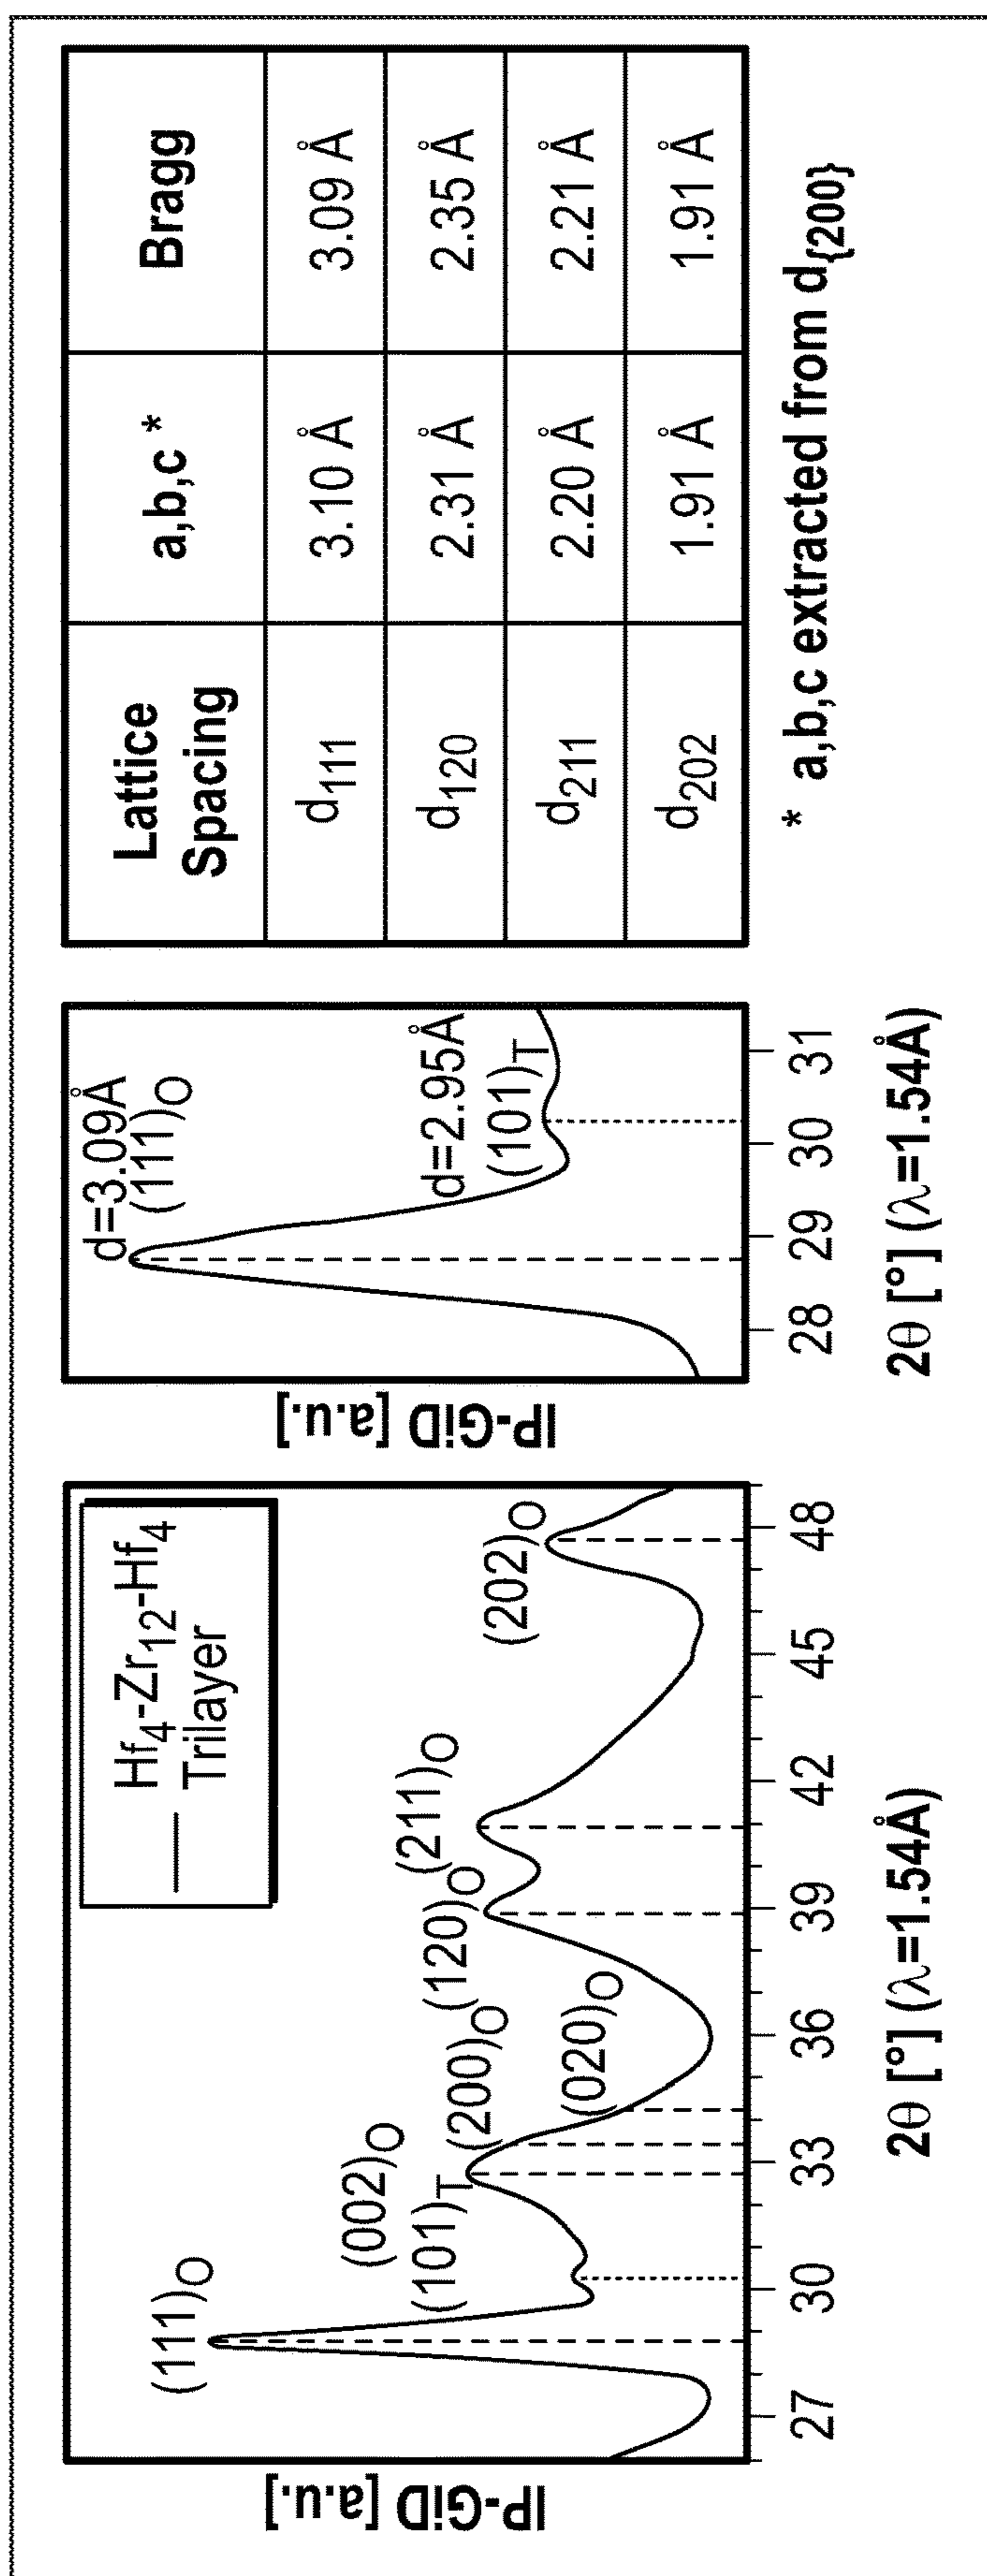 IP-GiD [a.u.]
Hf4-Zr12-Hf4
Trilayer
(111)O
(101)T
(002)O
(200)O
(020)O
(120)O
(211)O
(202)O
27 30 33 36 39 42 45 48
2θ [°] (λ=1.54Å)
IP-GiD [a.u.]
d=3.09Å
(111)O
d=2.95Å
(101)T
28 29 30 31
2θ [°] (λ=1.54Å)
Lattice Spacing a,b,c * Bragg
d111 3.10 Å 3.09 Å
d120 2.31 Å 2.35 Å
d211 2.20 Å 2.21 Å
d202 1.91 Å 1.91 Å
* a,b,c extracted from d{200}